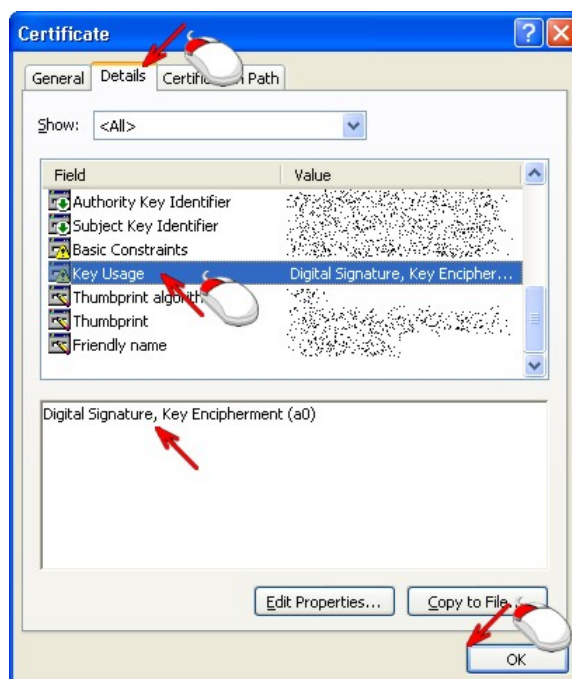 Certificate
General Details Certification Path
Show: <All>
Field Value
Authority Key Identifier
Subject Key Identifier
Basic Constraints
Key Usage Digital Signature, Key Encipher...
Thumbprint algorith
Thumbprint
Friendly name
Digital Signature, Key Encipherment (a0)
Edit Properties... Copy to File...
OK